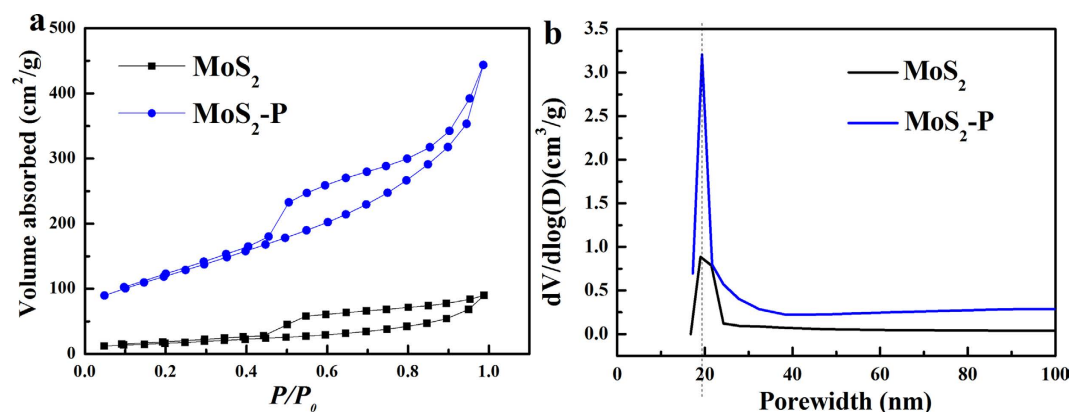 a
500
400
300
200
100
0
Volume absorbed (cm²/g)
MoS₂
MoS₂-P
0.0 0.2 0.4 0.6 0.8 1.0
P/P₀
b
3.5
3.0
2.5
2.0
1.5
1.0
0.5
0.0
dV/dlog(D)(cm³/g)
MoS₂
MoS₂-P
0 20 40 60 80 100
Porewidth (nm)